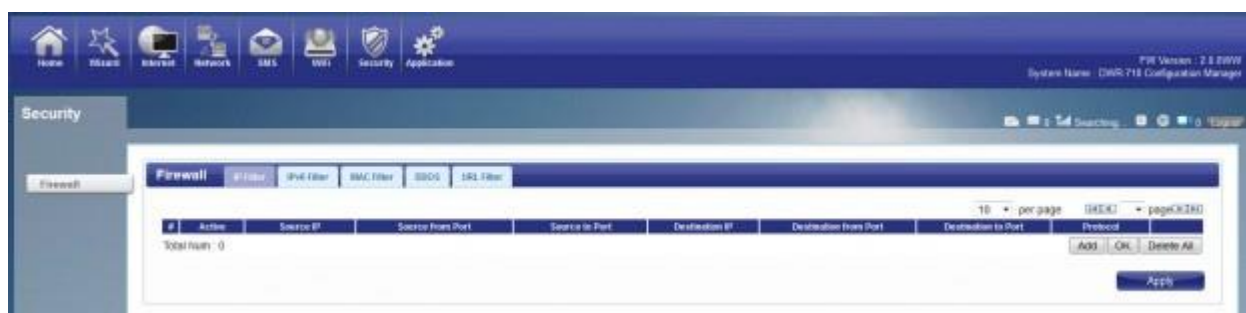 Home Wizard Internet Network SMS WiFi Security Application
FW Version : 2.0.0WW
System Name : DWR-710 Configuration Manager
Security
Searching... 0 Logout
Firewall
Firewall IP Filter IPv6 Filter MAC Filter DDOS URL Filter
10 per page page
# Active Source IP Source from Port Source to Port Destination IP Destination from Port Destination to Port Protocol
Total Num : 0 Add OK Delete All
Apply